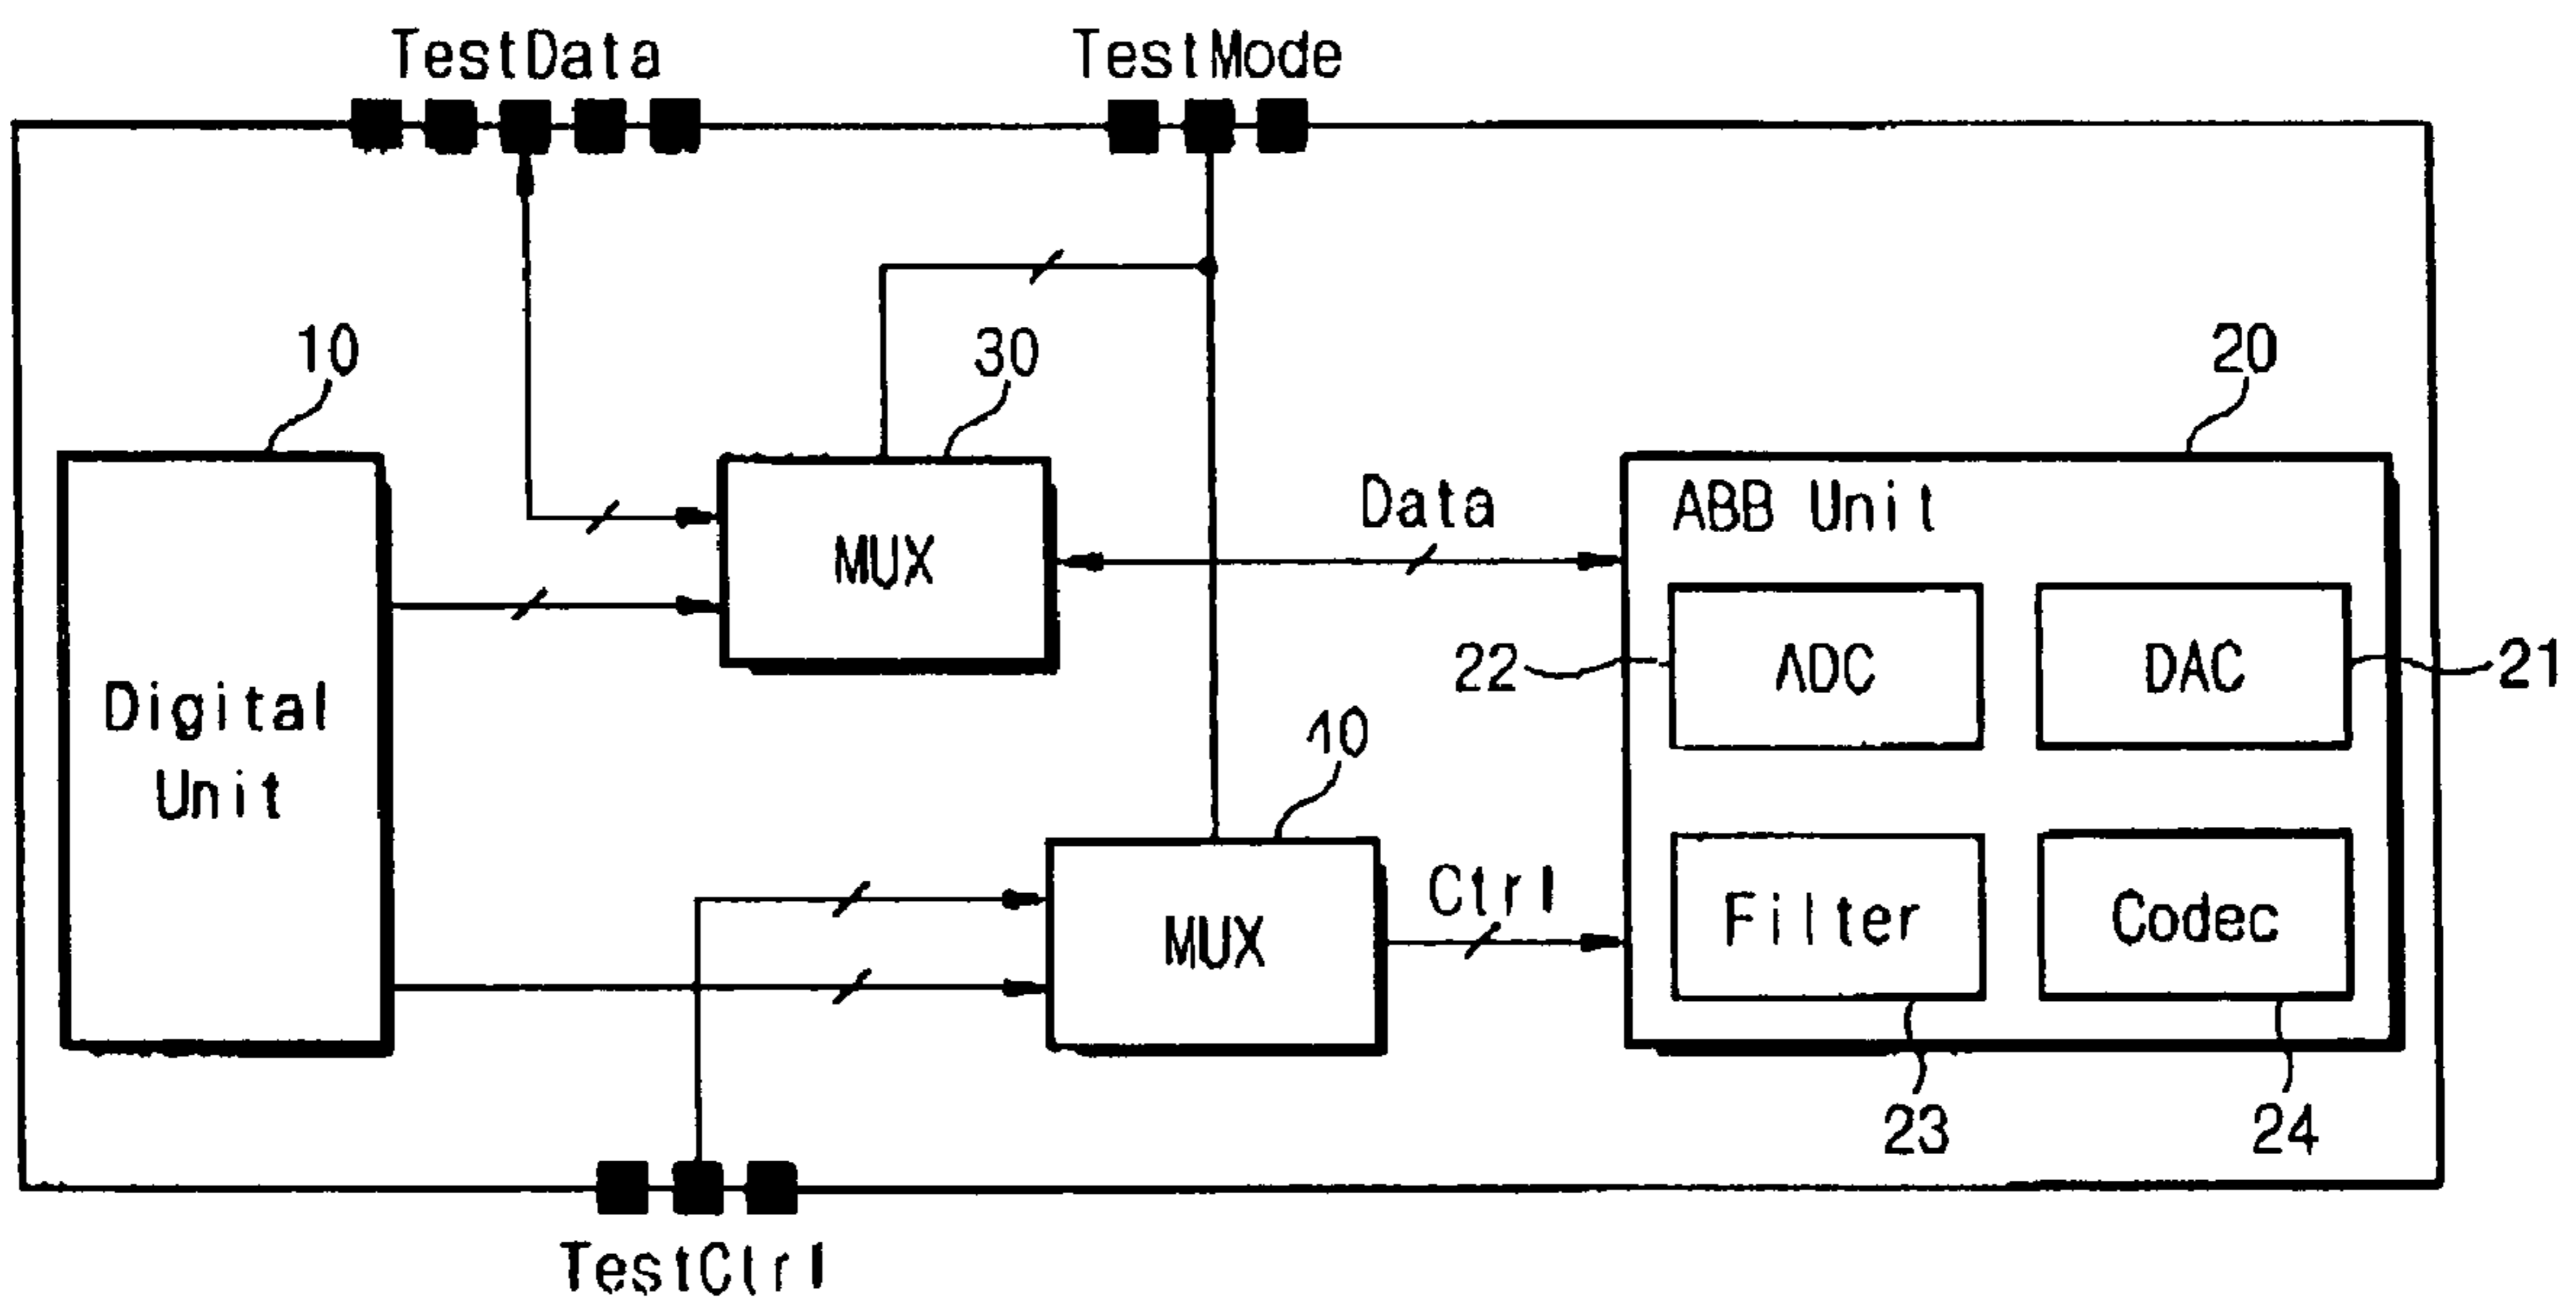 TestData
TestMode
10
30
20
Data
ABB Unit
MUX
22
ADC
DAC
21
Digital
Unit
10
Ctrl
MUX
Filter
Codec
23
24
TestCtrl